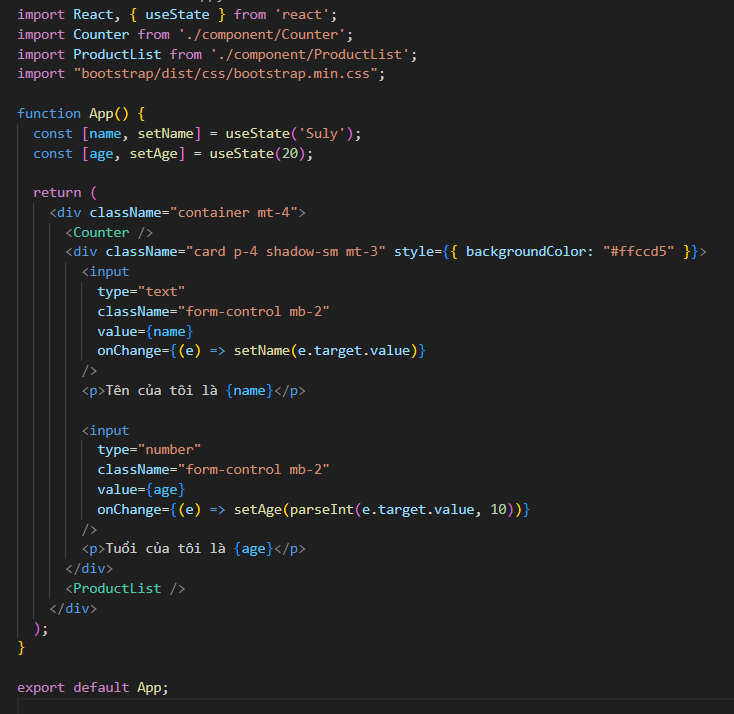 import React, { useState } from 'react';
import Counter from './component/Counter';
import ProductList from './component/ProductList';
import "bootstrap/dist/css/bootstrap.min.css";

function App() {
  const [name, setName] = useState('Suly');
  const [age, setAge] = useState(20);

  return (
    <div className="container mt-4">
      <Counter />
      <div className="card p-4 shadow-sm mt-3" style={{ backgroundColor: "#ffccd5" }}>
        <input
          type="text"
          className="form-control mb-2"
          value={name}
          onChange={(e) => setName(e.target.value)}
        />
        <p>Tên của tôi là {name}</p>

        <input
          type="number"
          className="form-control mb-2"
          value={age}
          onChange={(e) => setAge(parseInt(e.target.value, 10))}
        />
        <p>Tuổi của tôi là {age}</p>
      </div>
      <ProductList />
    </div>
  );
}

export default App;